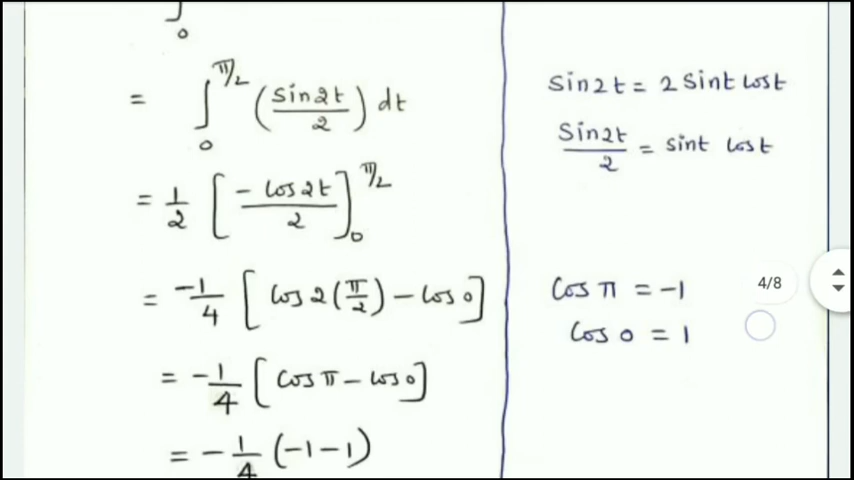 ∫₀
= ∫₀^π/2 (sin2t/2) dt
= 1/2 [-cos2t/2]₀^π/2
= -1/4 [cos2(π/2) - cos0]
= -1/4 [cosπ - cos0]
= -1/4 (-1-1)
sin2t = 2 sint cost
sin2t/2 = sint cost
cosπ = -1
cos0 = 1
4/8